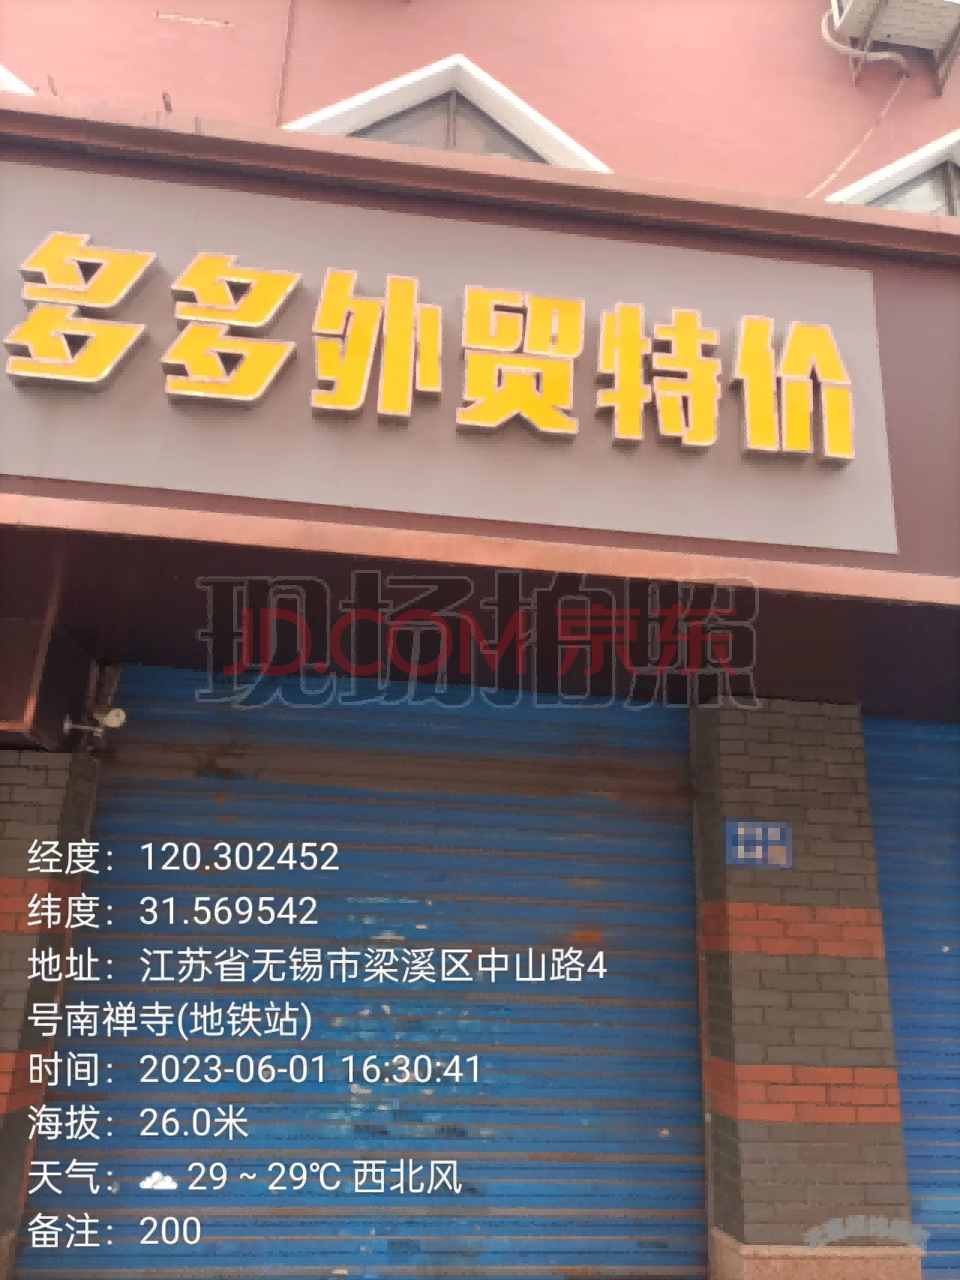 多多外贸特价
现场拍照
JD.COM 京东
经度：120.302452
纬度：31.569542
地址：江苏省无锡市梁溪区中山路4
号南禅寺(地铁站)
时间：2023-06-01 16:30:41
海拔：26.0米
天气：29 ~ 29℃ 西北风
备注：200